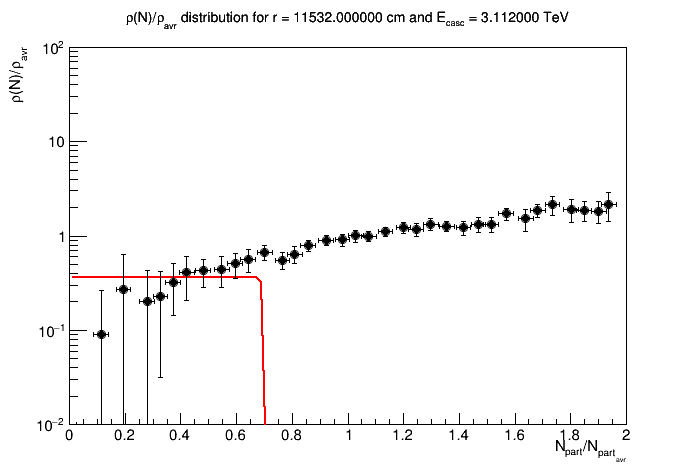 ρ(N)/ρavr distribution for r = 11532.000000 cm and Ecasc = 3.112000 TeV
ρ(N)/ρavr
10²
10
1
10⁻¹
10⁻²
0 0.2 0.4 0.6 0.8 1 1.2 1.4 1.6 1.8 2
Npart/Npartavr